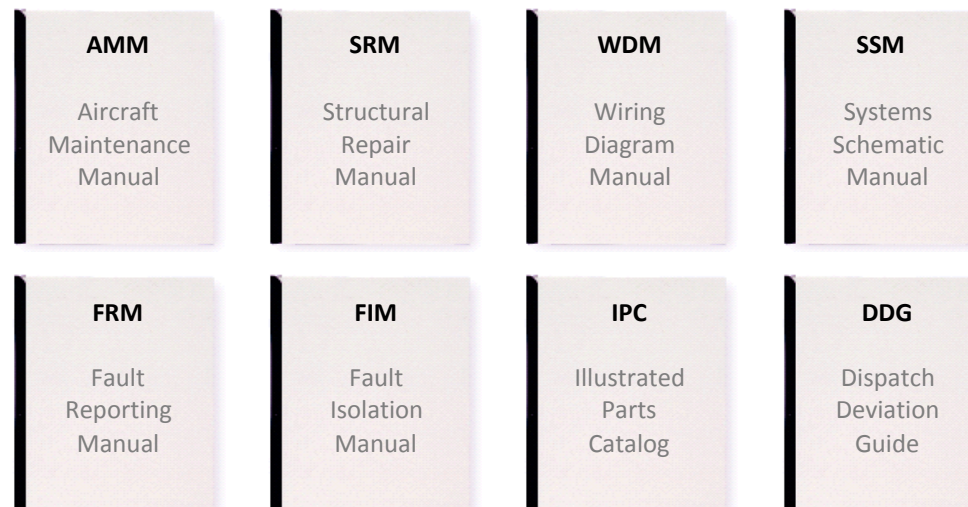 AMM
Aircraft
Maintenance
Manual
SRM
Structural
Repair
Manual
WDM
Wiring
Diagram
Manual
SSM
Systems
Schematic
Manual
FRM
Fault
Reporting
Manual
FIM
Fault
Isolation
Manual
IPC
Illustrated
Parts
Catalog
DDG
Dispatch
Deviation
Guide